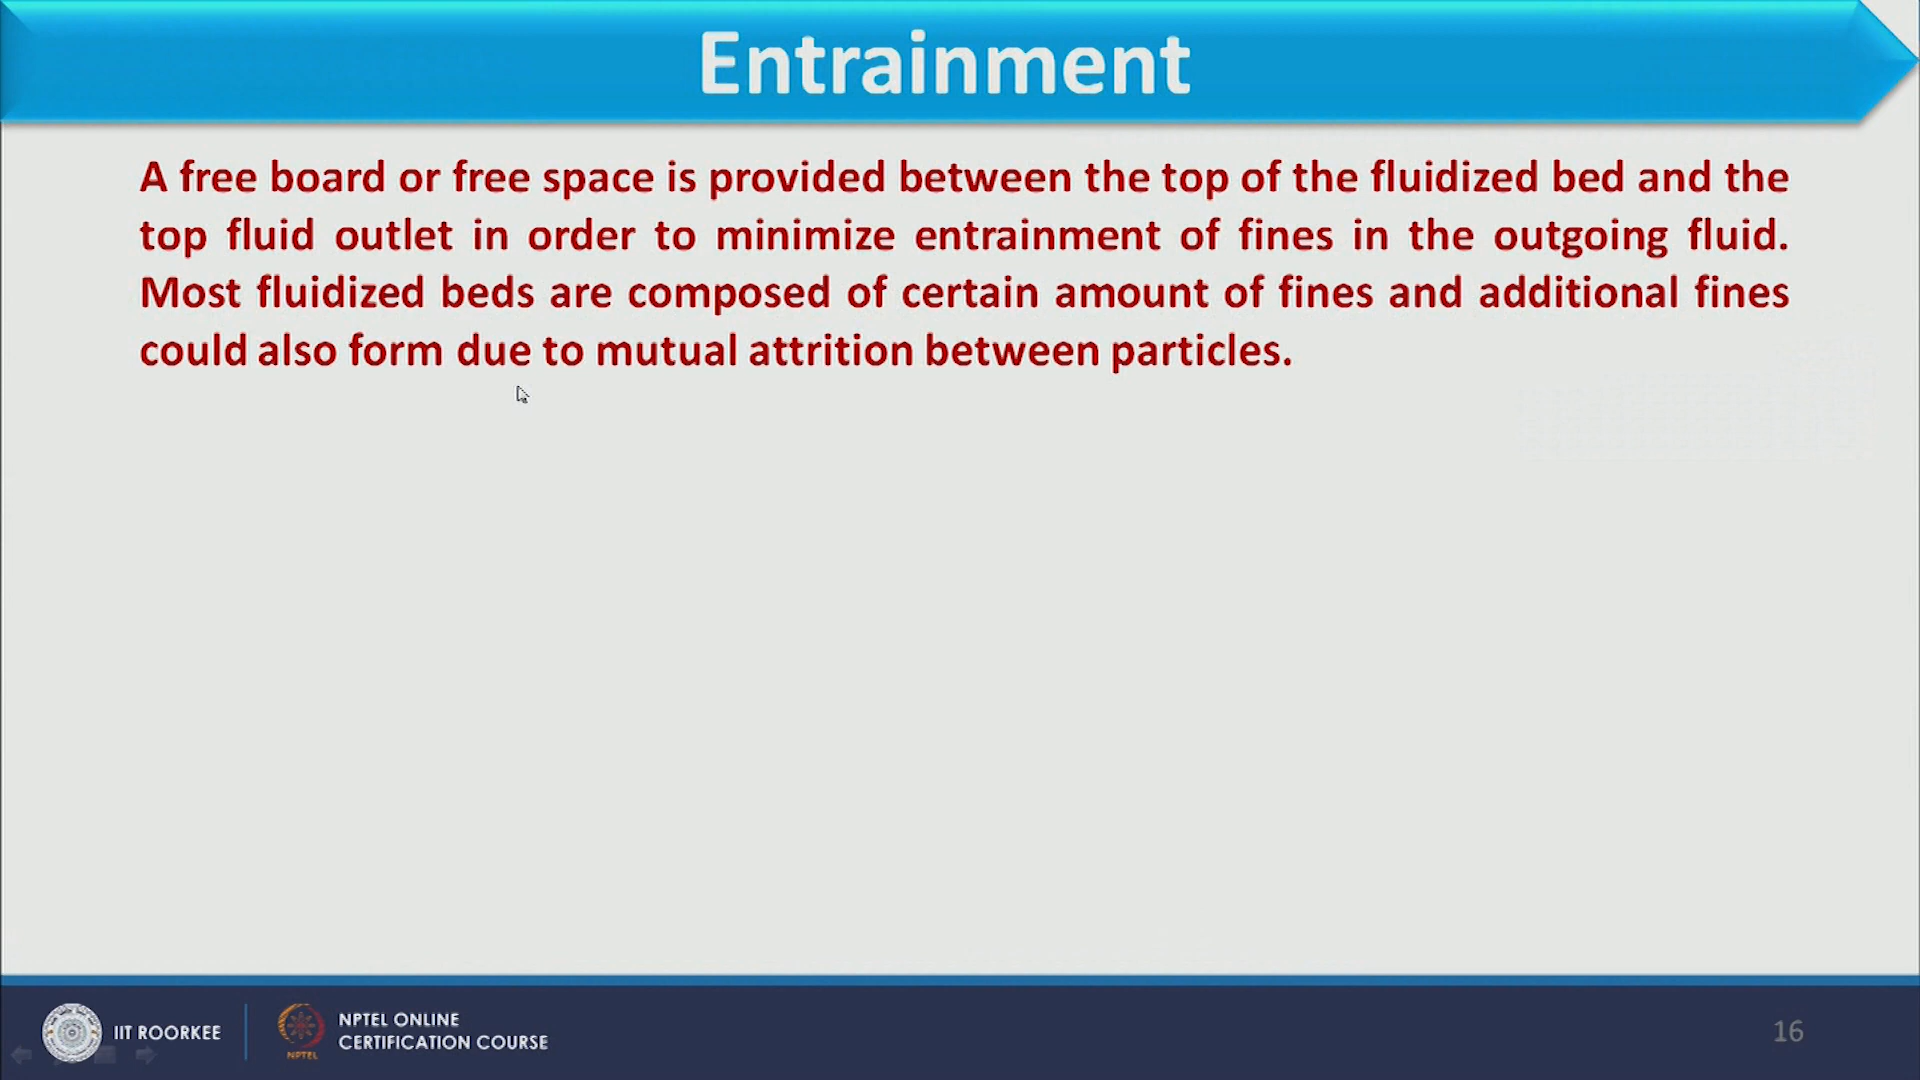 Entrainment
A free board or free space is provided between the top of the fluidized bed and the
top fluid outlet in order to minimize entrainment of fines in the outgoing fluid.
Most fluidized beds are composed of certain amount of fines and additional fines
could also form due to mutual attrition between particles.
IIT ROORKEE
NPTEL
NPTEL ONLINE
CERTIFICATION COURSE
16